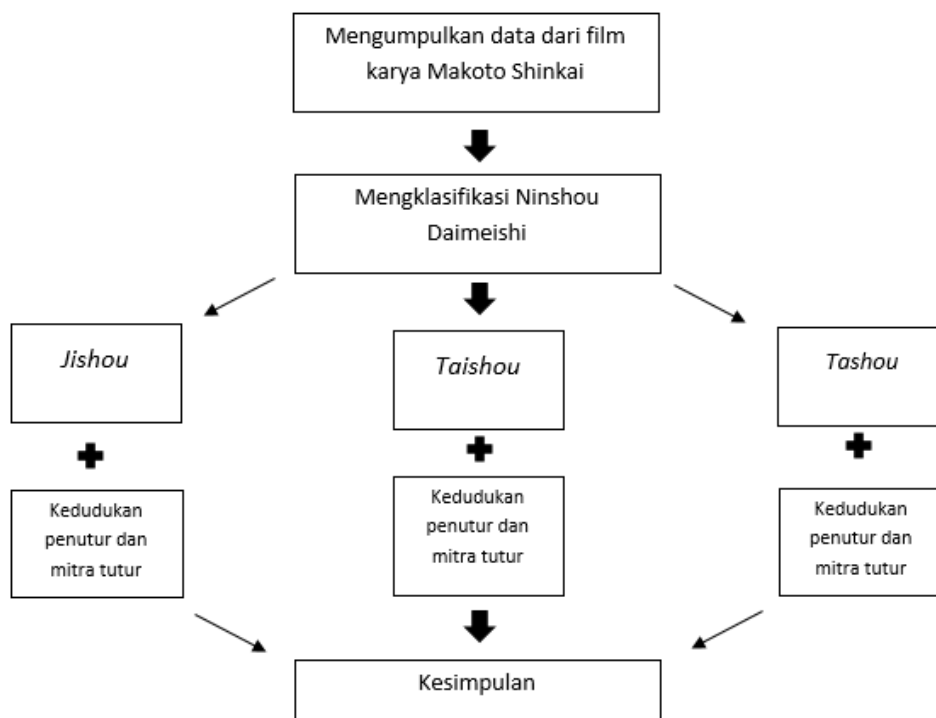 Mengumpulkan data dari film
karya Makoto Shinkai
Mengklasifikasi Ninshou
Daimeishi
Jishou
Taishou
Tashou
Kedudukan
penutur dan
mitra tutur
Kedudukan
penutur dan
mitra tutur
Kedudukan
penutur dan
mitra tutur
Kesimpulan